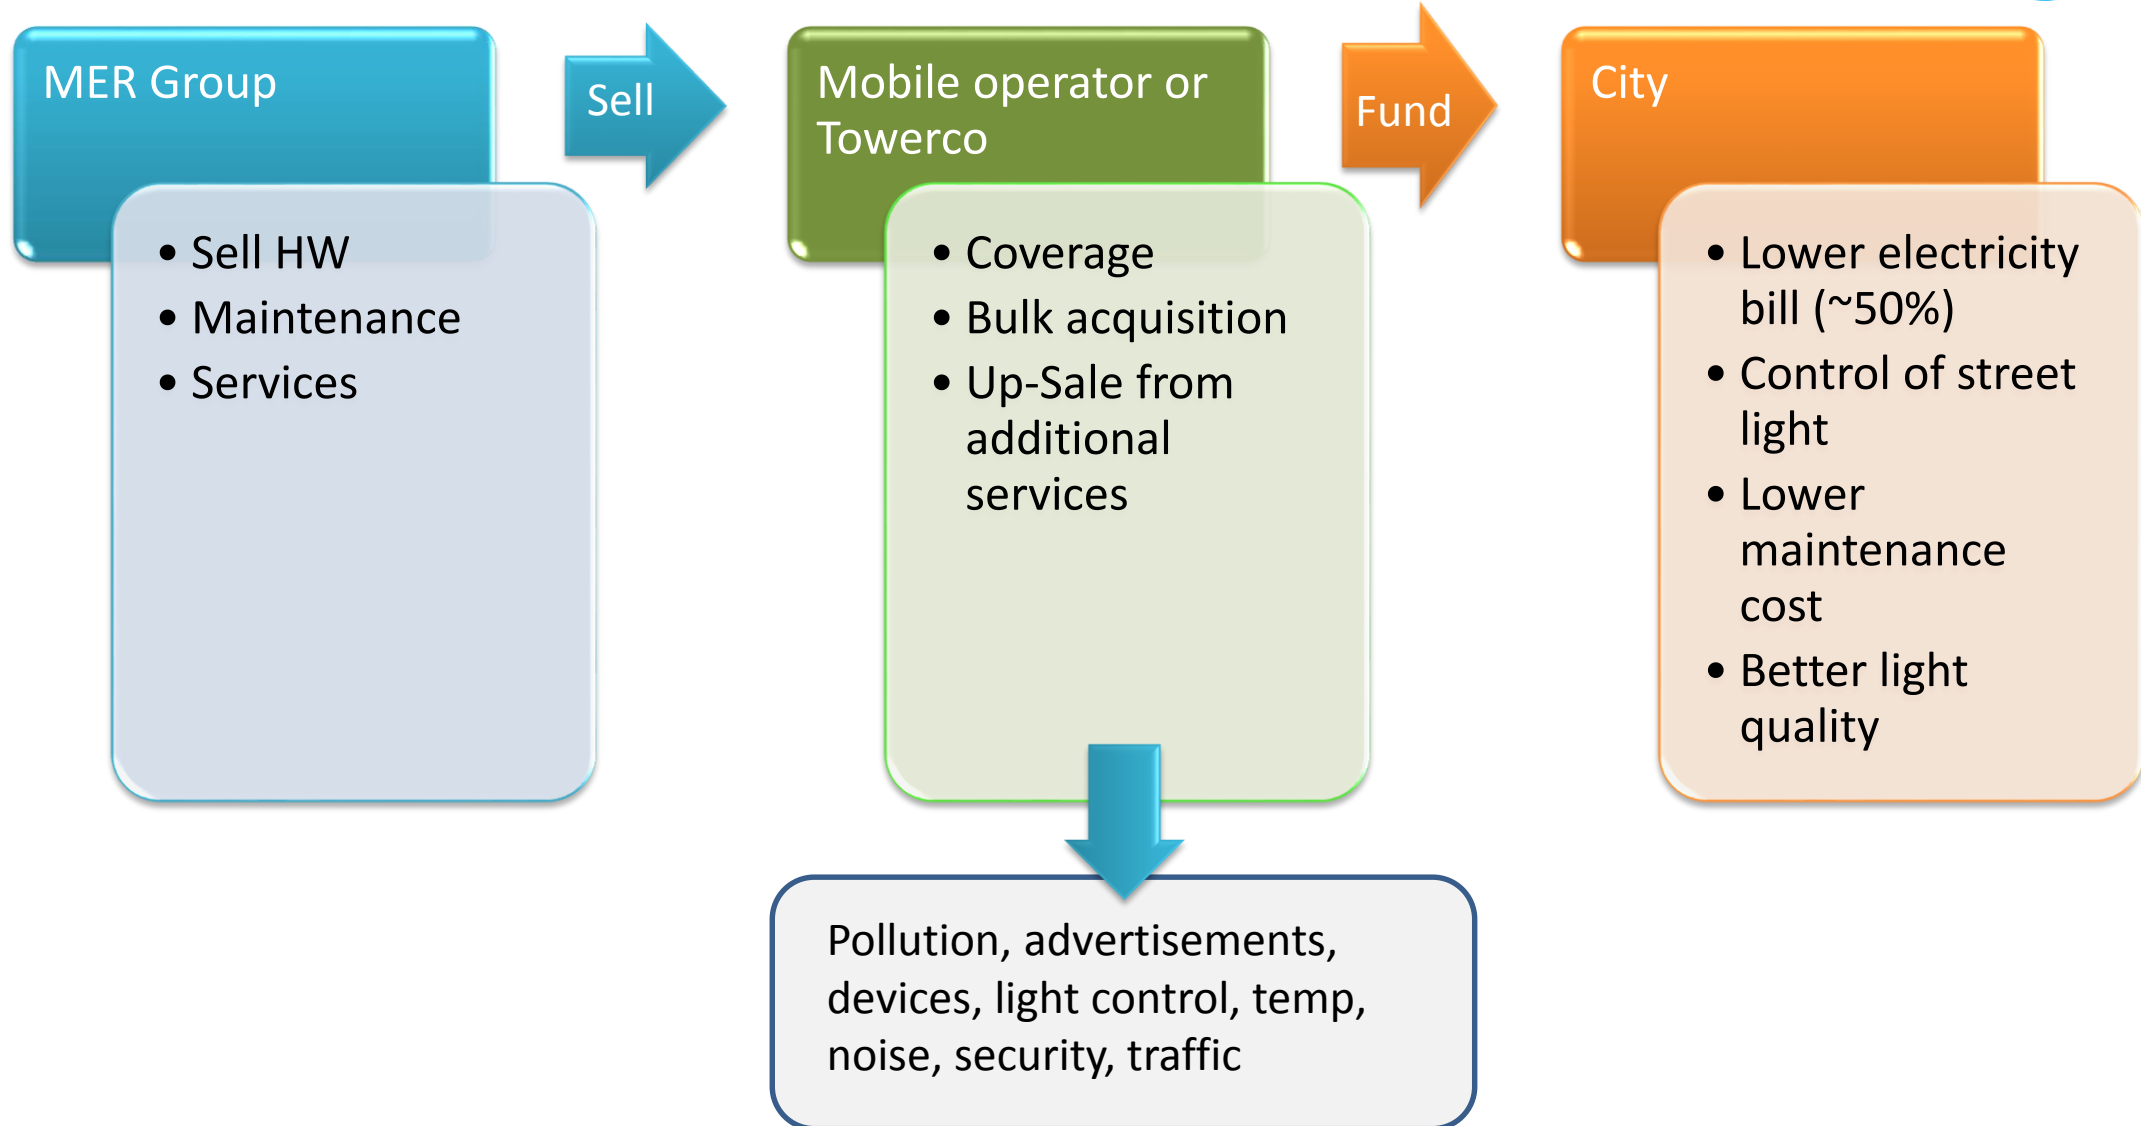 MER Group
• Sell HW
• Maintenance
• Services
Sell
Mobile operator or
Towerco
• Coverage
• Bulk acquisition
• Up-Sale from
additional
services
Fund
City
• Lower electricity
bill (~50%)
• Control of street
light
• Lower
maintenance
cost
• Better light
quality
Pollution, advertisements,
devices, light control, temp,
noise, security, traffic